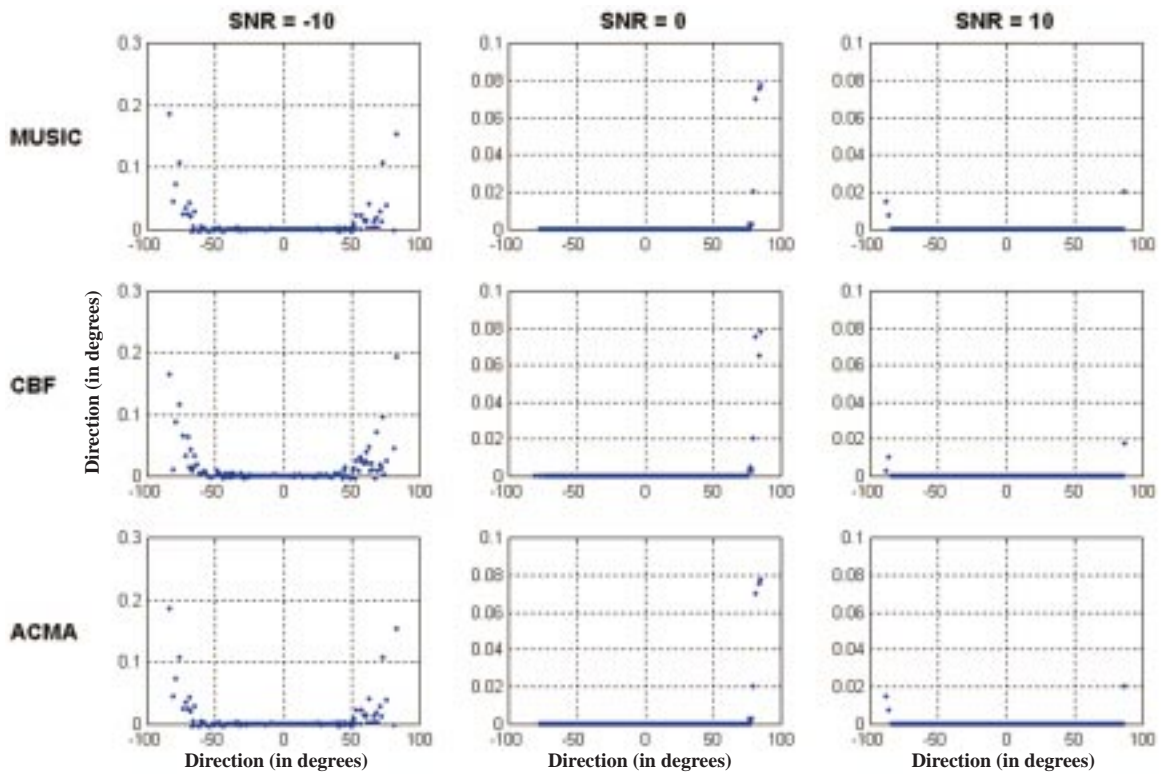 SNR = -10 SNR = 0 SNR = 10
MUSIC
0.3 0.2 0.1 0
-100 -50 0 50 100
0.1 0.08 0.06 0.04 0.02 0
-100 -50 0 50 100
0.1 0.08 0.06 0.04 0.02 0
-100 -50 0 50 100
CBF
Direction (in degrees)
0.3 0.2 0.1 0
-100 -50 0 50 100
0.1 0.08 0.06 0.04 0.02 0
-100 -50 0 50 100
0.1 0.08 0.06 0.04 0.02 0
-100 -50 0 50 100
ACMA
0.3 0.2 0.1 0
-100 -50 0 50 100
0.1 0.08 0.06 0.04 0.02 0
-100 -50 0 50 100
0.1 0.08 0.06 0.04 0.02 0
-100 -50 0 50 100
Direction (in degrees) Direction (in degrees) Direction (in degrees)